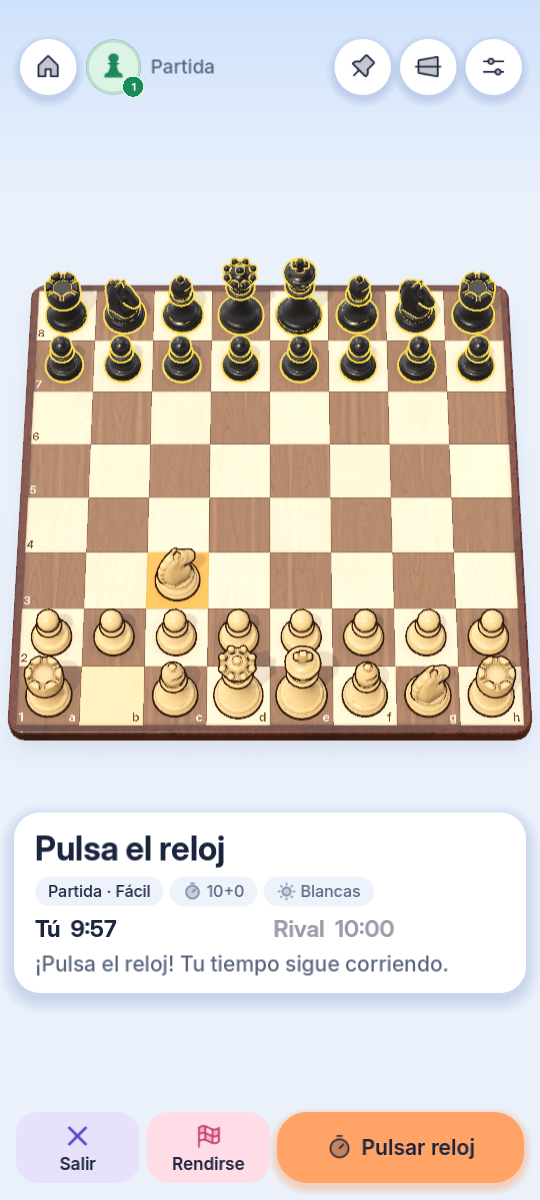 Partida
1
8
7
6
5
4
3
2
1 a b c d e f g h
Pulsa el reloj
Partida · Fácil 10+0 Blancas
Tú 9:57 Rival 10:00
¡Pulsa el reloj! Tu tiempo sigue corriendo.
Salir Rendirse Pulsar reloj